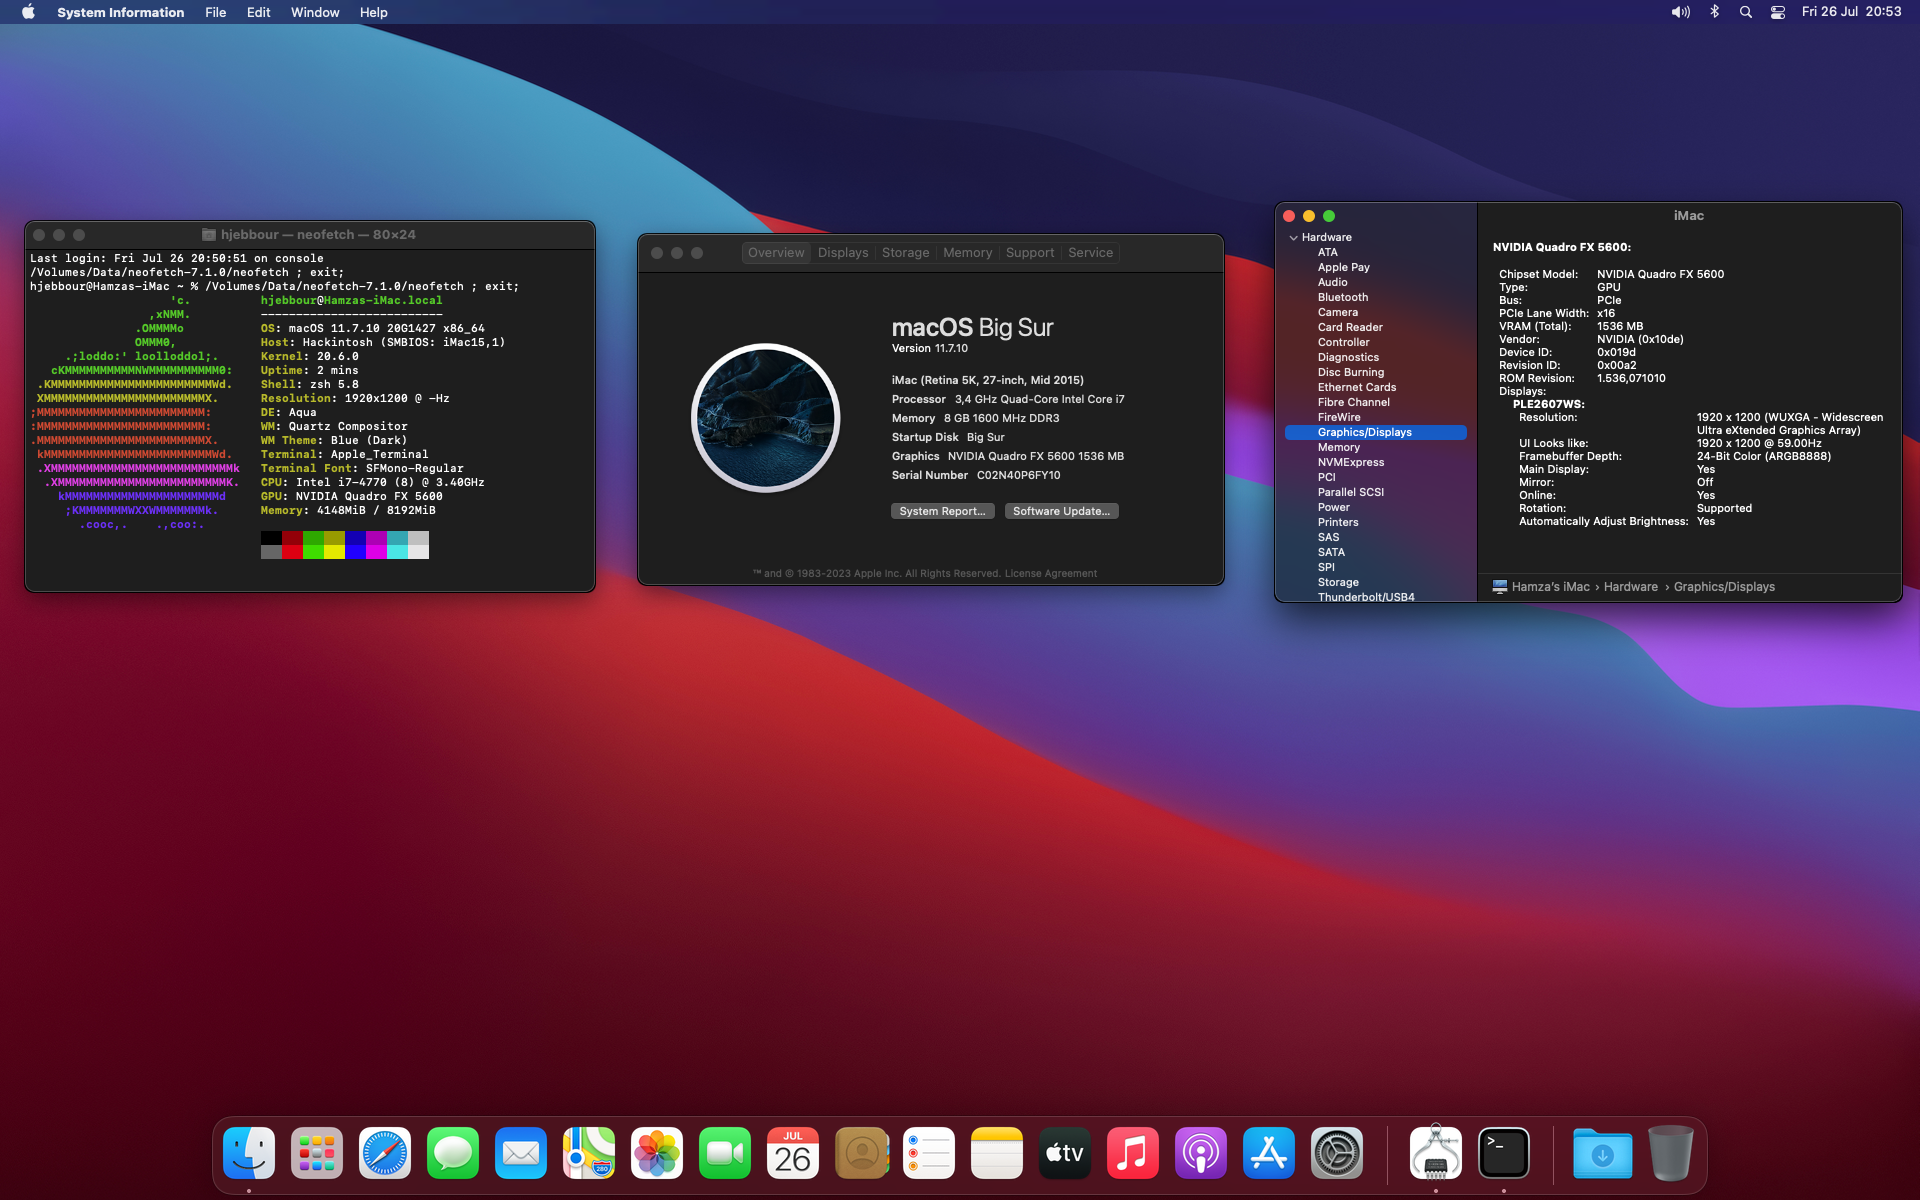 System Information File Edit Window Help
Fri 26 Jul 20:53
hjebbour — neofetch — 80×24
Last login: Fri Jul 26 20:50:51 on console
/Volumes/Data/neofetch-7.1.0/neofetch ; exit;
hjebbour@Hamzas-iMac ~ % /Volumes/Data/neofetch-7.1.0/neofetch ; exit;
'c. hjebbour@Hamzas-iMac.local
,xNMM. --------------------------
.OMMMMo OS: macOS 11.7.10 20G1427 x86_64
OMMM0, Host: Hackintosh (SMBIOS: iMac15,1)
.;loddo:' loolloddol;. Kernel: 20.6.0
cKMMMMMMMMMMNWMMMMMMMMMM0: Uptime: 2 mins
.KMMMMMMMMMMMMMMMMMMMMMMMWd. Shell: zsh 5.8
XMMMMMMMMMMMMMMMMMMMMMMMX. Resolution: 1920x1200 @ -Hz
;MMMMMMMMMMMMMMMMMMMMMMMM: DE: Aqua
:MMMMMMMMMMMMMMMMMMMMMMMM: WM: Quartz Compositor
.MMMMMMMMMMMMMMMMMMMMMMMMX. WM Theme: Blue (Dark)
kMMMMMMMMMMMMMMMMMMMMMMMMWd. Terminal: Apple_Terminal
.XMMMMMMMMMMMMMMMMMMMMMMMMMMk Terminal Font: SFMono-Regular
.XMMMMMMMMMMMMMMMMMMMMMMMMK. CPU: Intel i7-4770 (8) @ 3.40GHz
kMMMMMMMMMMMMMMMMMMMMMMd GPU: NVIDIA Quadro FX 5600
;KMMMMMMMWXXWMMMMMMMk. Memory: 4148MiB / 8192MiB
.cooc,. .,coo:.
Overview Displays Storage Memory Support Service
macOS Big Sur
Version 11.7.10
iMac (Retina 5K, 27-inch, Mid 2015)
Processor 3,4 GHz Quad-Core Intel Core i7
Memory 8 GB 1600 MHz DDR3
Startup Disk Big Sur
Graphics NVIDIA Quadro FX 5600 1536 MB
Serial Number C02N40P6FY10
System Report... Software Update...
™ and © 1983-2023 Apple Inc. All Rights Reserved. License Agreement
iMac
Hardware
ATA
Apple Pay
Audio
Bluetooth
Camera
Card Reader
Controller
Diagnostics
Disc Burning
Ethernet Cards
Fibre Channel
FireWire
Graphics/Displays
Memory
NVMExpress
PCI
Parallel SCSI
Power
Printers
SAS
SATA
SPI
Storage
Thunderbolt/USB4
NVIDIA Quadro FX 5600:
Chipset Model: NVIDIA Quadro FX 5600
Type: GPU
Bus: PCIe
PCIe Lane Width: x16
VRAM (Total): 1536 MB
Vendor: NVIDIA (0x10de)
Device ID: 0x019d
Revision ID: 0x00a2
ROM Revision: 1.536,071010
Displays:
PLE2607WS:
Resolution: 1920 x 1200 (WUXGA - Widescreen
Ultra eXtended Graphics Array)
UI Looks like: 1920 x 1200 @ 59.00Hz
Framebuffer Depth: 24-Bit Color (ARGB8888)
Main Display: Yes
Mirror: Off
Online: Yes
Rotation: Supported
Automatically Adjust Brightness: Yes
Hamza's iMac › Hardware › Graphics/Displays
280
JUL
26
tv
>_